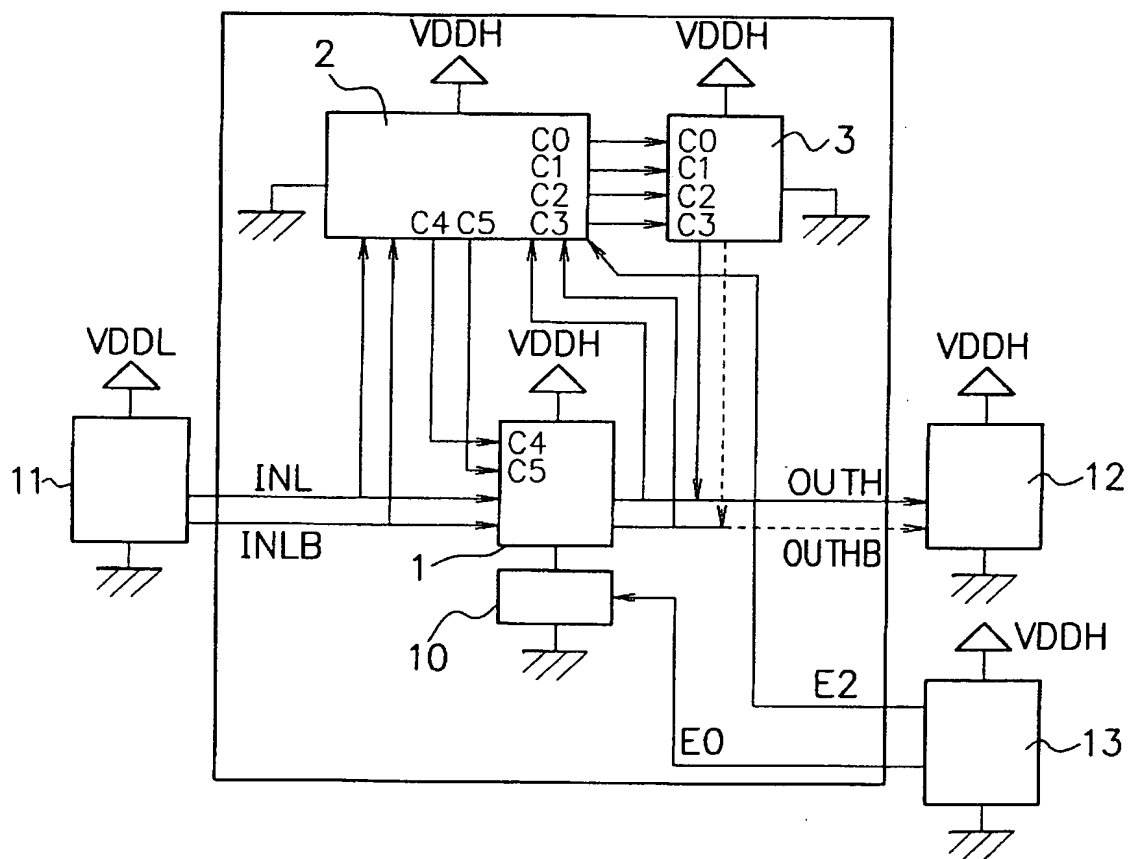 VDDH
VDDH
2
C0
C1
C2
C3
C4 C5
C0
C1
C2
C3
3
VDDL
VDDH
VDDH
C4
C5
11
INL
INLB
OUTH
OUTHB
12
1
10
VDDH
E2
E0
13